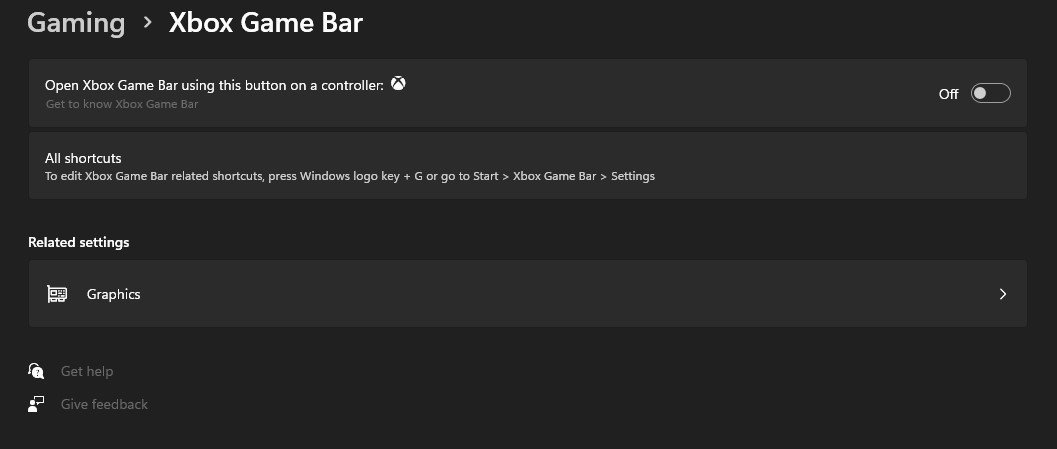 Gaming > Xbox Game Bar
Open Xbox Game Bar using this button on a controller:
Off
Get to know Xbox Game Bar
All shortcuts
To edit Xbox Game Bar related shortcuts, press Windows logo key + G or go to Start > Xbox Game Bar > Settings
Related settings
Graphics
Get help
Give feedback